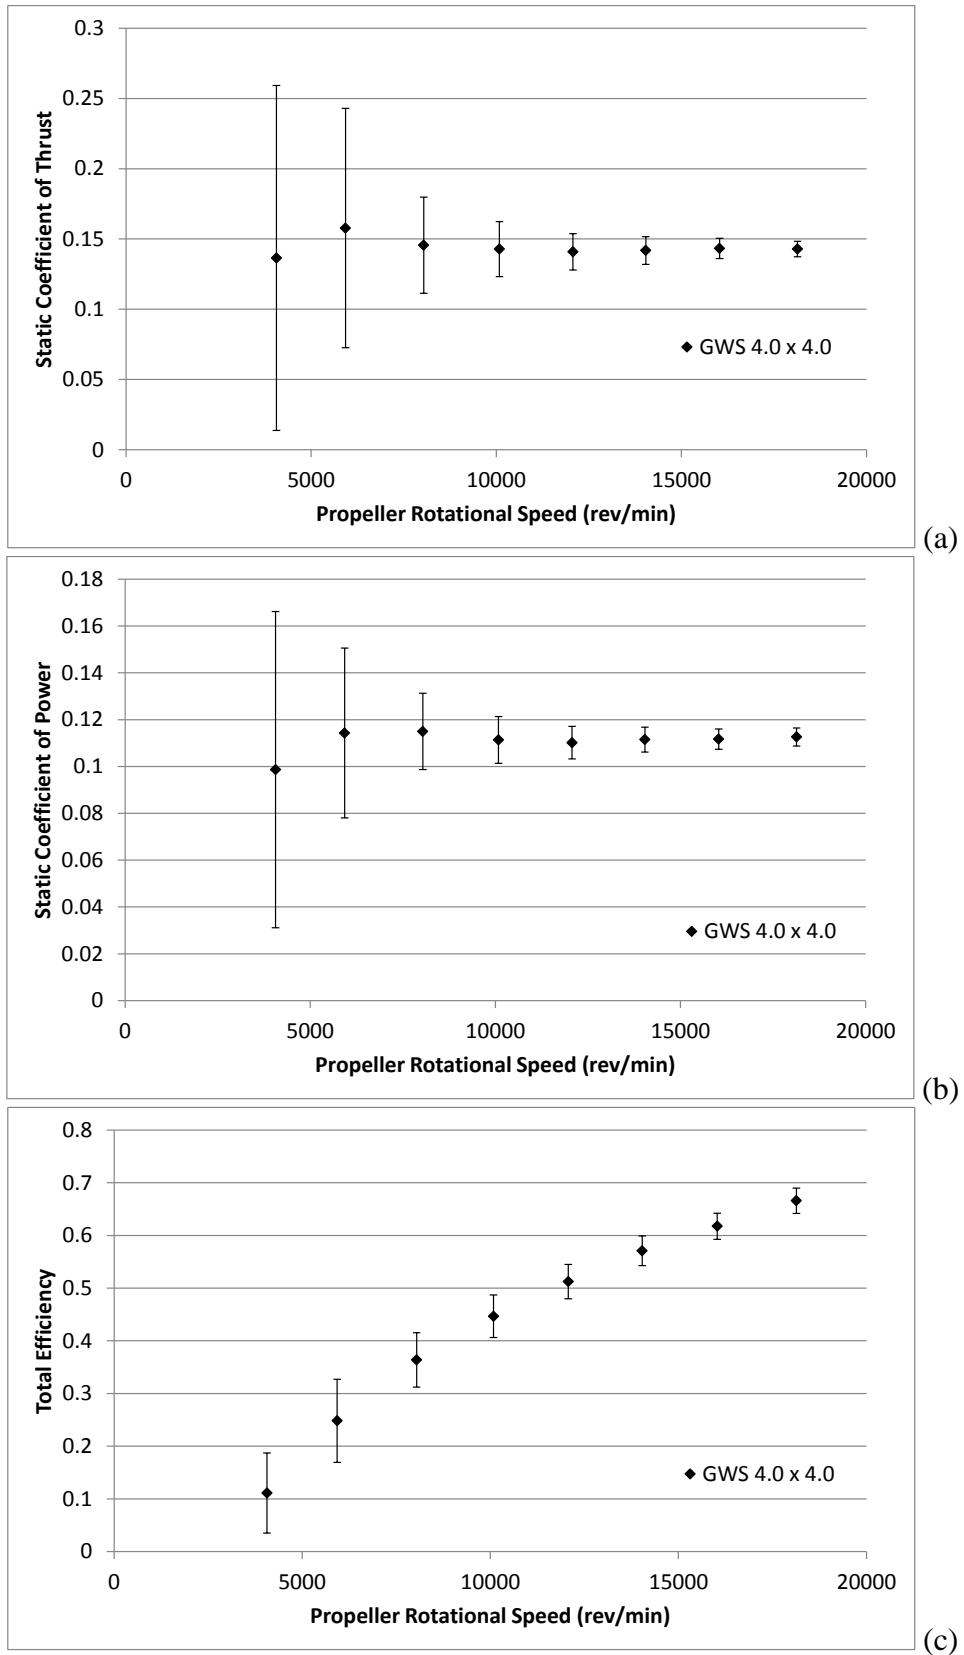 0.3
0.25
0.2
0.15
0.1
0.05
0
Static Coefficient of Thrust
GWS 4.0 x 4.0
0 5000 10000 15000 20000
Propeller Rotational Speed (rev/min)
(a)
0.18
0.16
0.14
0.12
0.1
0.08
0.06
0.04
0.02
0
Static Coefficient of Power
GWS 4.0 x 4.0
0 5000 10000 15000 20000
Propeller Rotational Speed (rev/min)
(b)
0.8
0.7
0.6
0.5
0.4
0.3
0.2
0.1
0
Total Efficiency
GWS 4.0 x 4.0
0 5000 10000 15000 20000
Propeller Rotational Speed (rev/min)
(c)